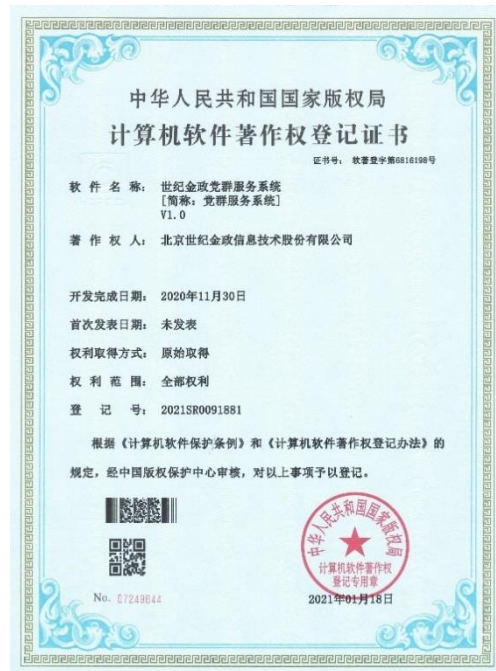 中华人民共和国国家版权局
计算机软件著作权登记证书
证书号： 软著登字第6816198号
软件名称： 世纪金政党群服务系统
[简称：党群服务系统]
V1.0
著作权人： 北京世纪金政信息技术股份有限公司
开发完成日期： 2020年11月30日
首次发表日期： 未发表
权利取得方式： 原始取得
权利范围： 全部权利
登记号： 2021SR0091881
根据《计算机软件保护条例》和《计算机软件著作权登记办法》的
规定，经中国版权保护中心审核，对以上事项予以登记。
中华人民共和国国家版权局
计算机软件著作权
登记专用章
No. 07249644
2021年01月18日